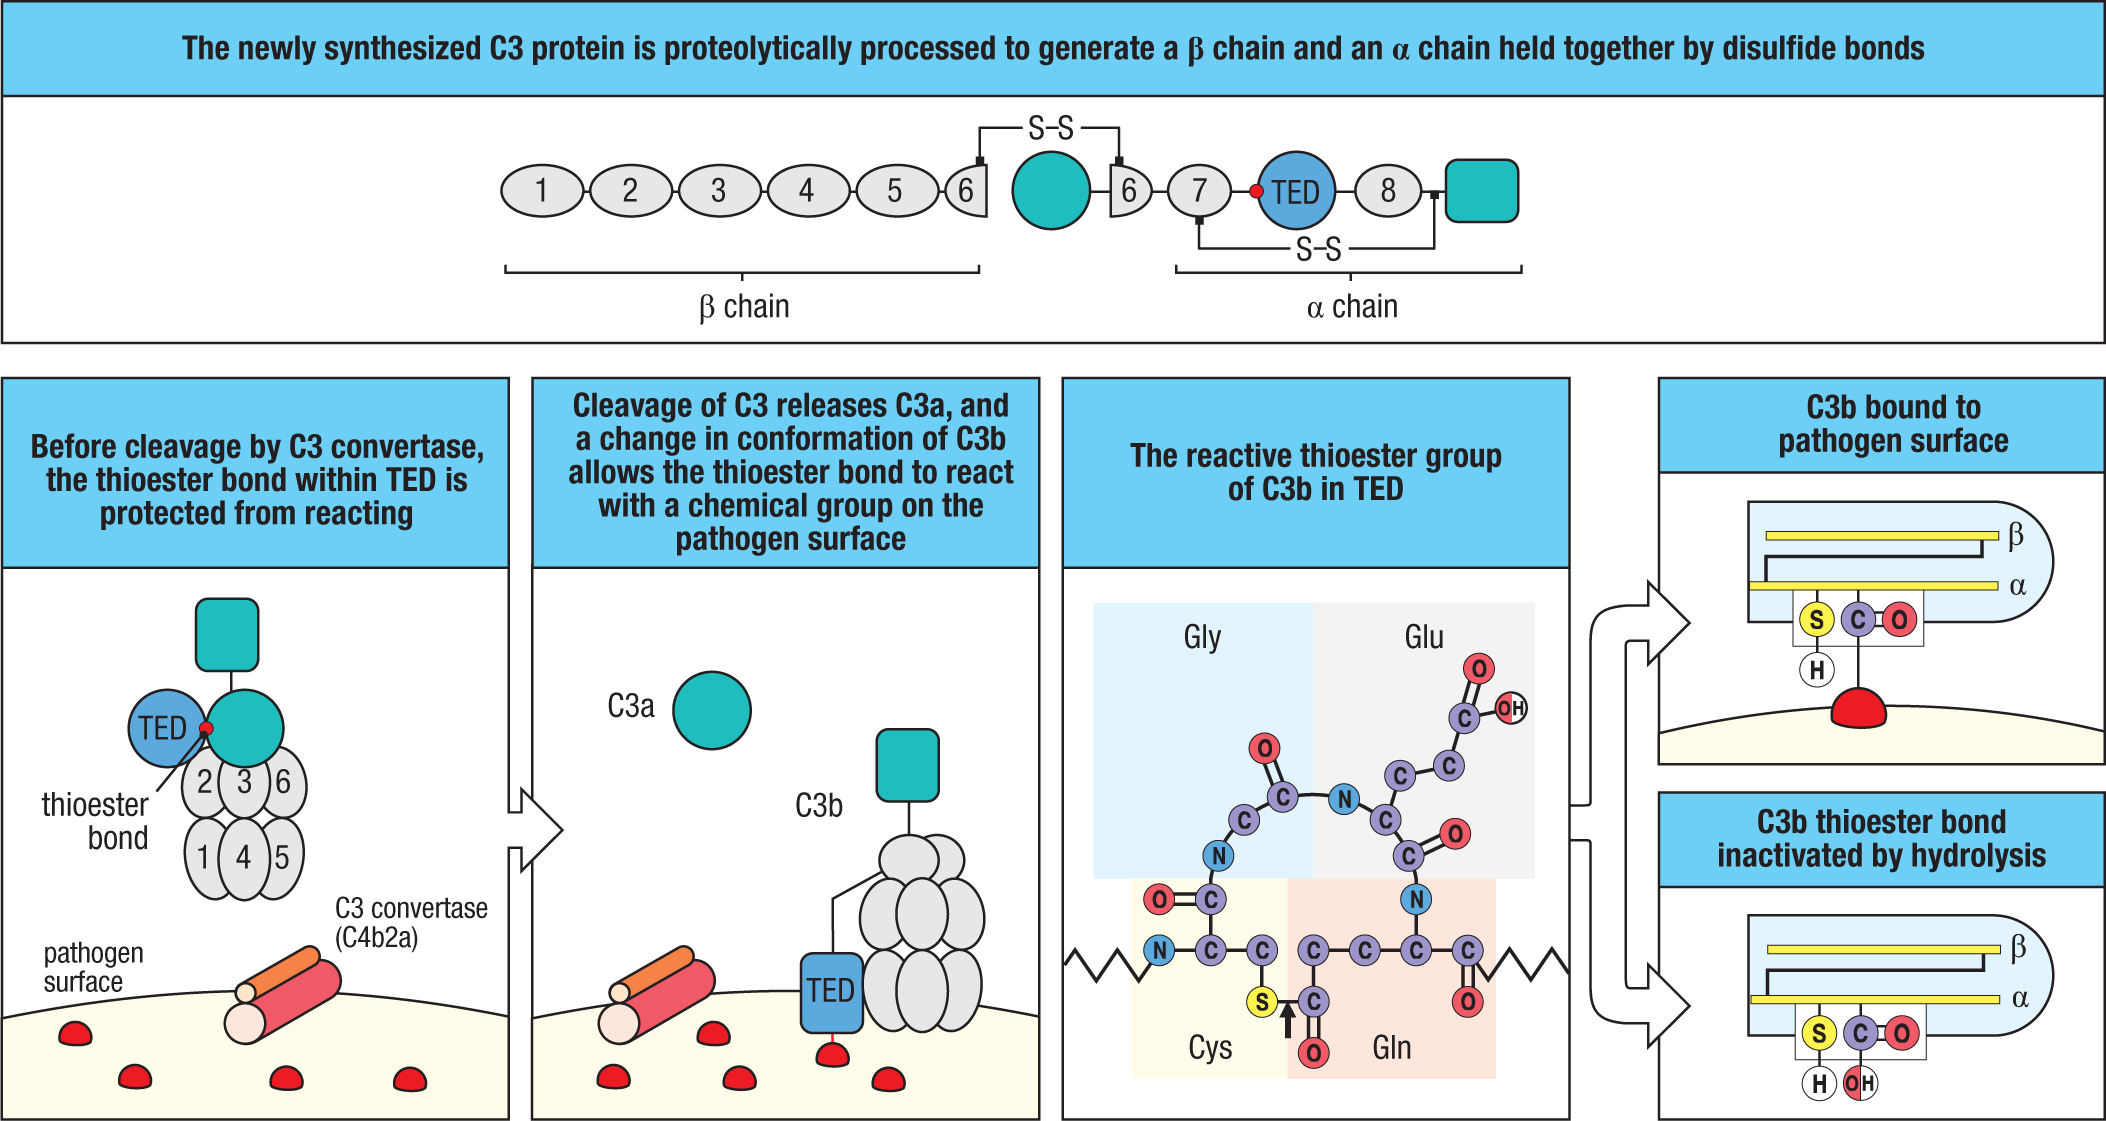 The newly synthesized C3 protein is proteolytically processed to generate a β chain and an α chain held together by disulfide bonds
S–S
1 2 3 4 5 6 6 7 TED 8
S–S
β chain
α chain
Before cleavage by C3 convertase,
the thioester bond within TED is
protected from reacting
TED
2 3 6
thioester
bond
1 4 5
C3 convertase
(C4b2a)
pathogen
surface
Cleavage of C3 releases C3a, and
a change in conformation of C3b
allows the thioester bond to react
with a chemical group on the
pathogen surface
C3a
C3b
TED
The reactive thioester group
of C3b in TED
Gly
Glu
O
C OH
O
C C
C N
C C
O
N C
O C N
N C C C C C C
S C O
O
Cys
Gln
C3b bound to
pathogen surface
β
α
S C O
H
C3b thioester bond
inactivated by hydrolysis
β
α
S C O
H OH